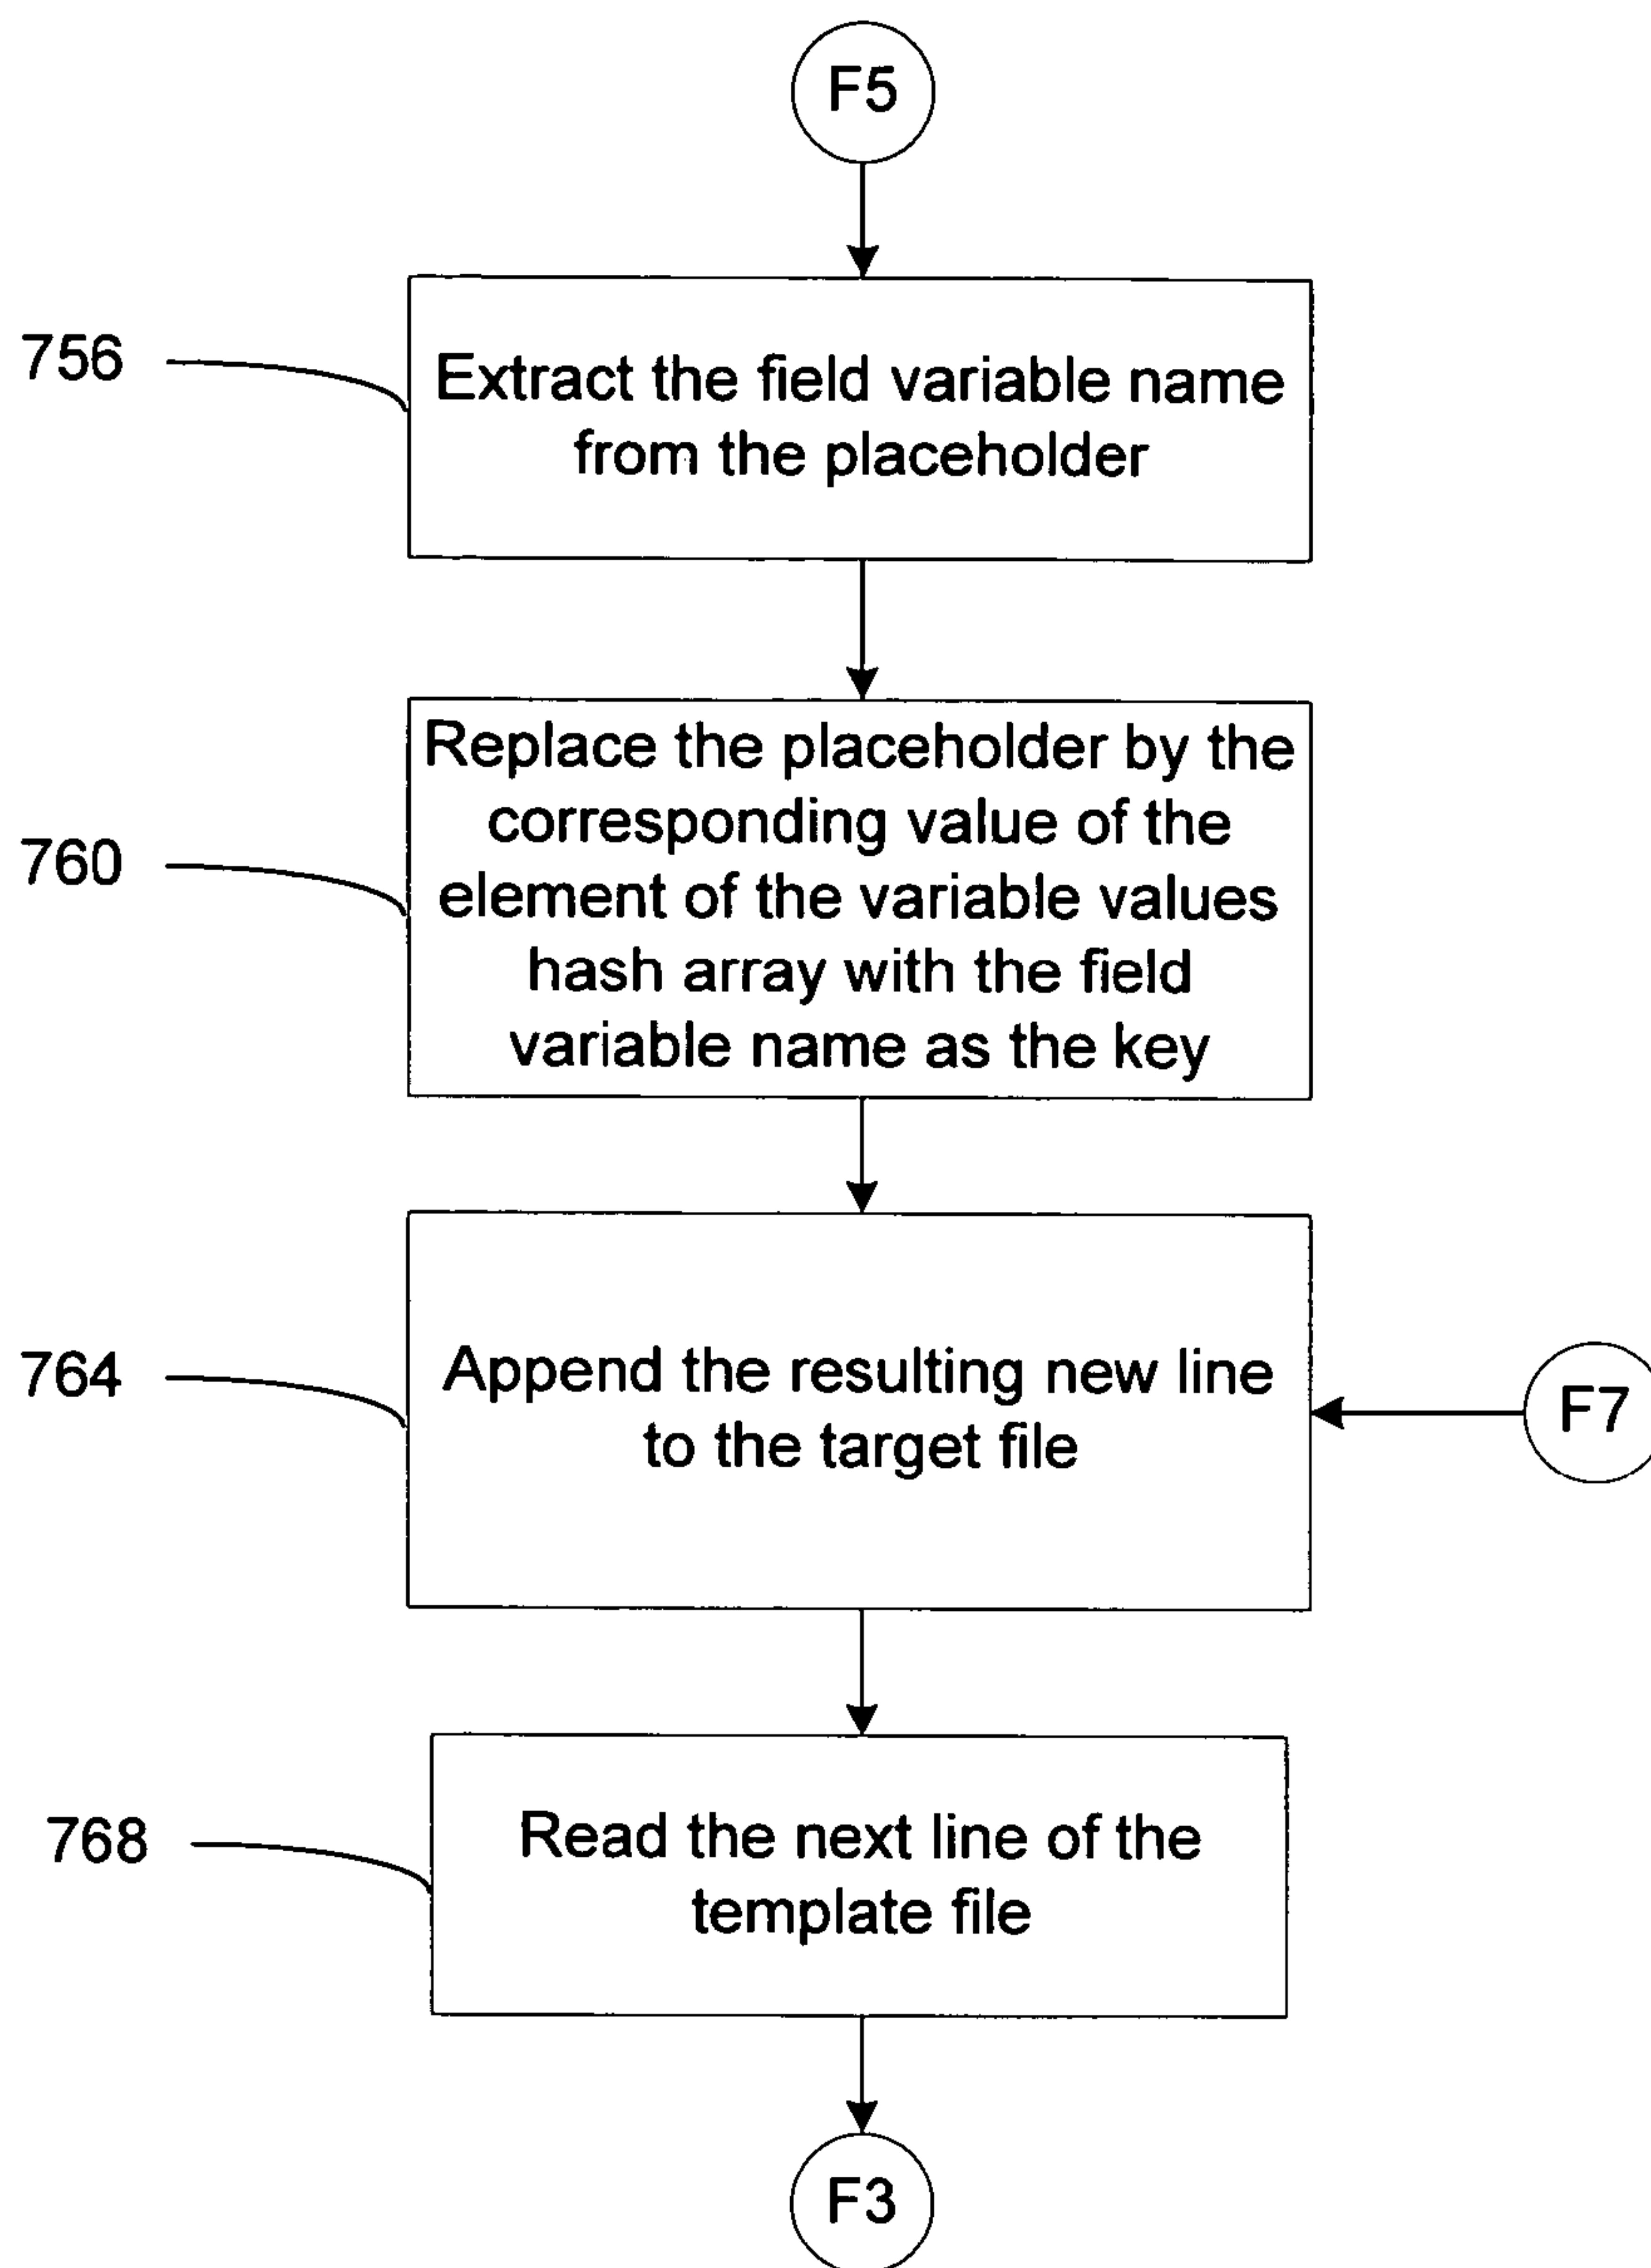 F5
756
Extract the field variable name
from the placeholder
760
Replace the placeholder by the
corresponding value of the
element of the variable values
hash array with the field
variable name as the key
764
Append the resulting new line
to the target file
F7
768
Read the next line of the
template file
F3